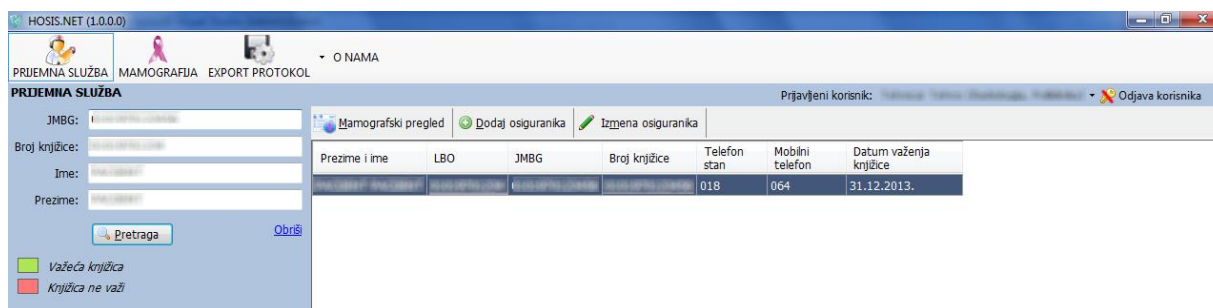 HOSIS.NET (1.0.0.0)
PRIJEMNA SLUŽBA MAMOGRAFIJA EXPORT PROTOKOL O NAMA
PRIJEMNA SLUŽBA
Prijavljeni korisnik: Odjava korisnika
JMBG:
Broj knjižice:
Ime:
Prezime:
Pretraga Obriši
Važeća knjižica
Knjižica ne važi
Mamografski pregled Dodaj osiguranika Izmena osiguranika
Prezime i ime LBO JMBG Broj knjižice Telefon stan Mobilni telefon Datum važenja knjižice
018 064 31.12.2013.